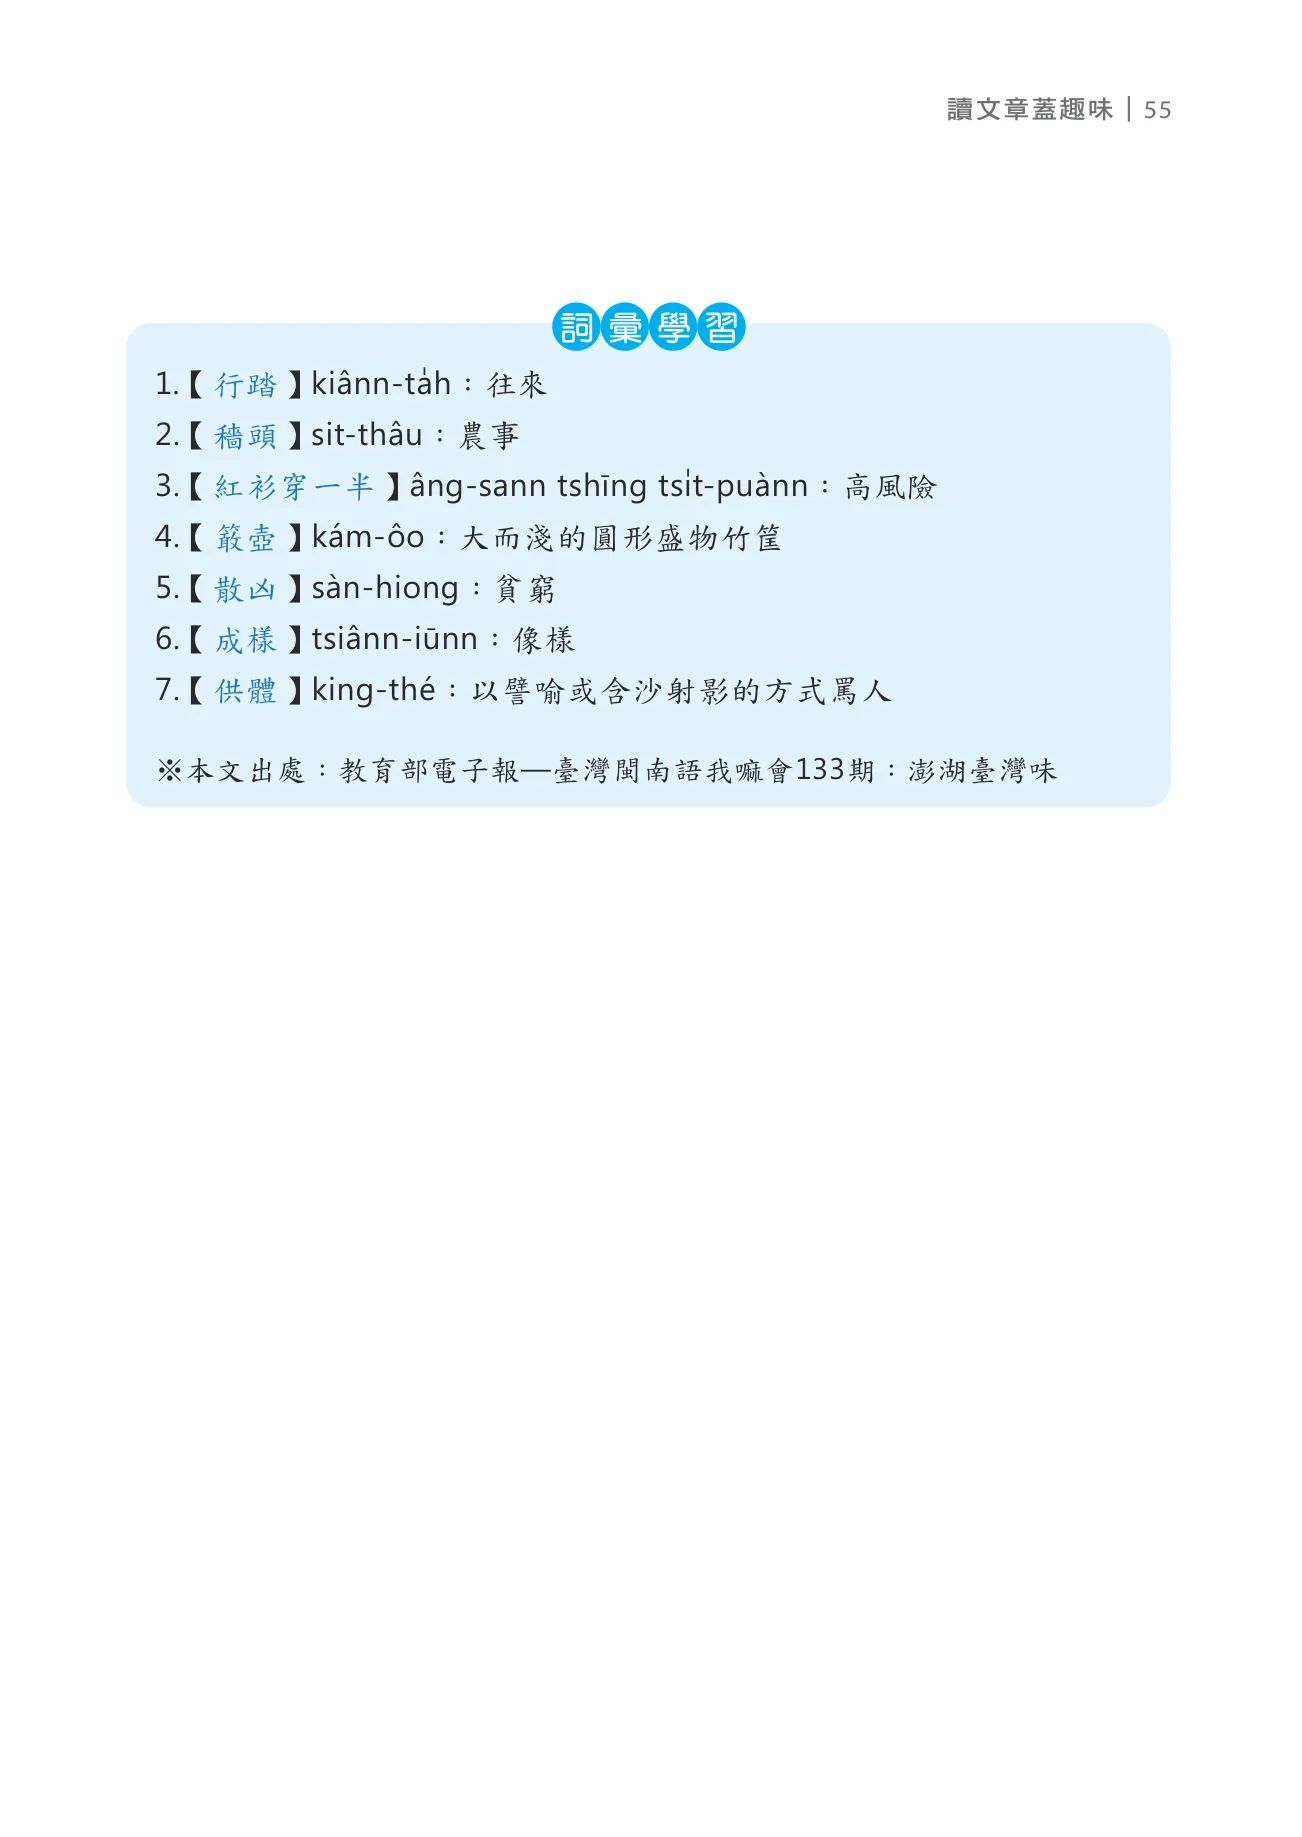 讀文章蓋趣味｜55
詞彙學習
1.【行踏】kiânn-ta̍h：往來
2.【穡頭】sit-thâu：農事
3.【紅衫穿一半】âng-sann tshīng tsi̍t-puànn：高風險
4.【簌壺】kám-ôo：大而淺的圓形盛物竹筐
5.【散凶】sàn-hiong：貧窮
6.【成樣】tsiânn-iūnn：像樣
7.【供體】king-thé：以譬喻或含沙射影的方式罵人
※本文出處：教育部電子報—臺灣閩南語我嘛會133期：澎湖臺灣味